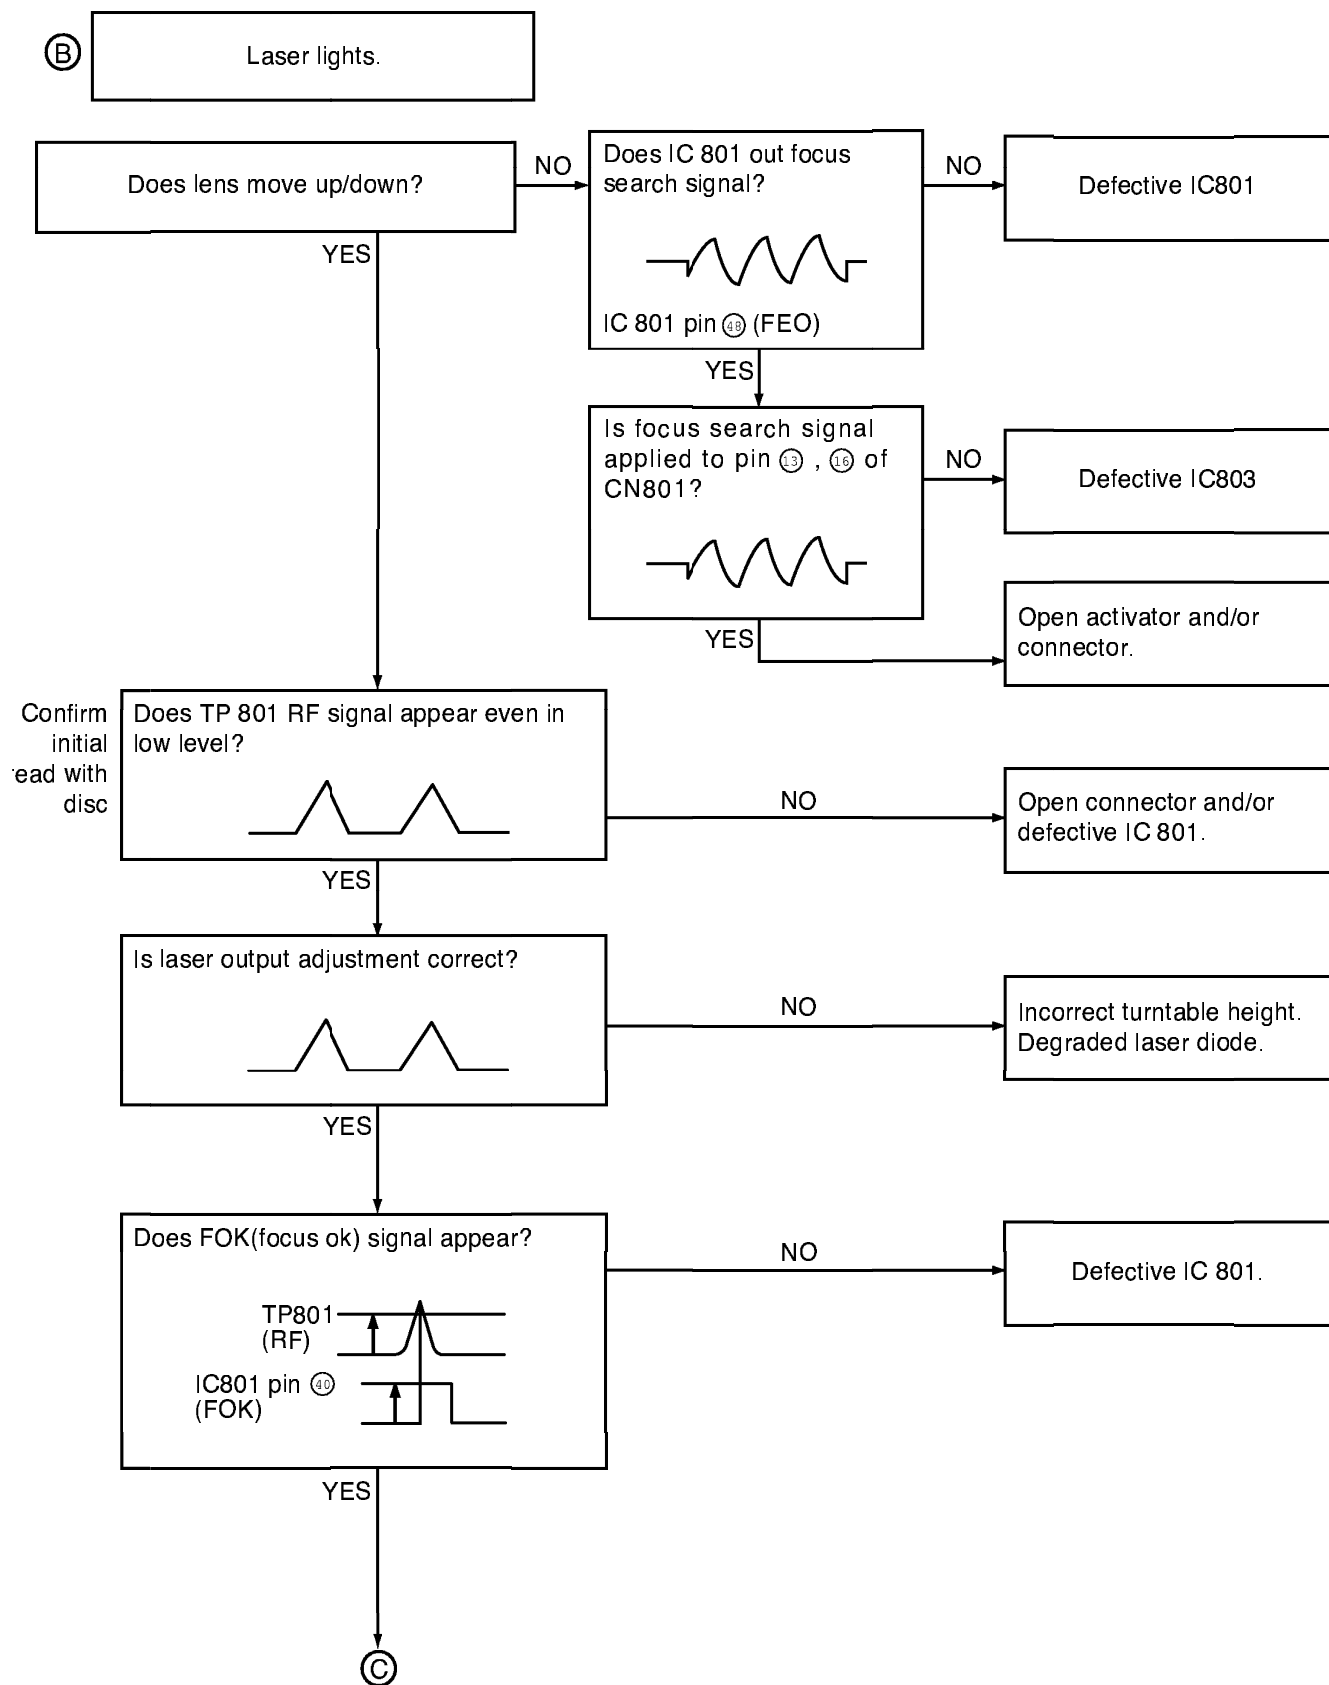 B
Laser lights.
Does lens move up/down?
NO
Does IC 801 out focus
search signal?
IC 801 pin 48 (FEO)
NO
Defective IC801
YES
YES
Is focus search signal
applied to pin 13 , 16 of
CN801?
NO
Defective IC803
YES
Open activator and/or
connector.
Confirm
initial
read with
disc
Does TP 801 RF signal appear even in
low level?
NO
Open connector and/or
defective IC 801.
YES
Is laser output adjustment correct?
NO
Incorrect turntable height.
Degraded laser diode.
YES
Does FOK(focus ok) signal appear?
TP801
(RF)
IC801 pin 40
(FOK)
NO
Defective IC 801.
YES
C